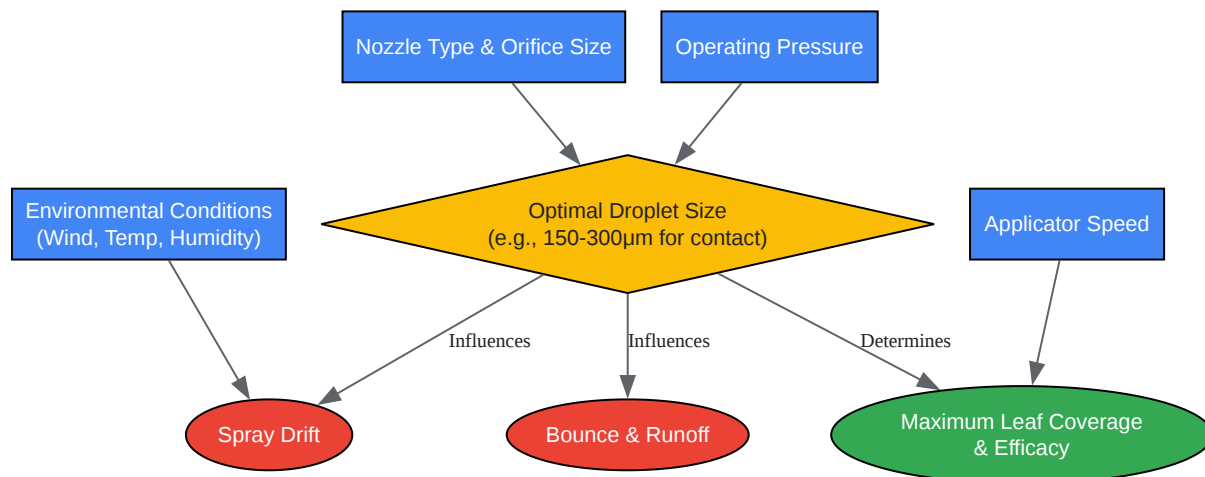 Nozzle Type & Orifice Size
Operating Pressure
Environmental Conditions
(Wind, Temp, Humidity)
Optimal Droplet Size
(e.g., 150-300μm for contact)
Applicator Speed
Influences
Influences
Determines
Spray Drift
Bounce & Runoff
Maximum Leaf Coverage
& Efficacy